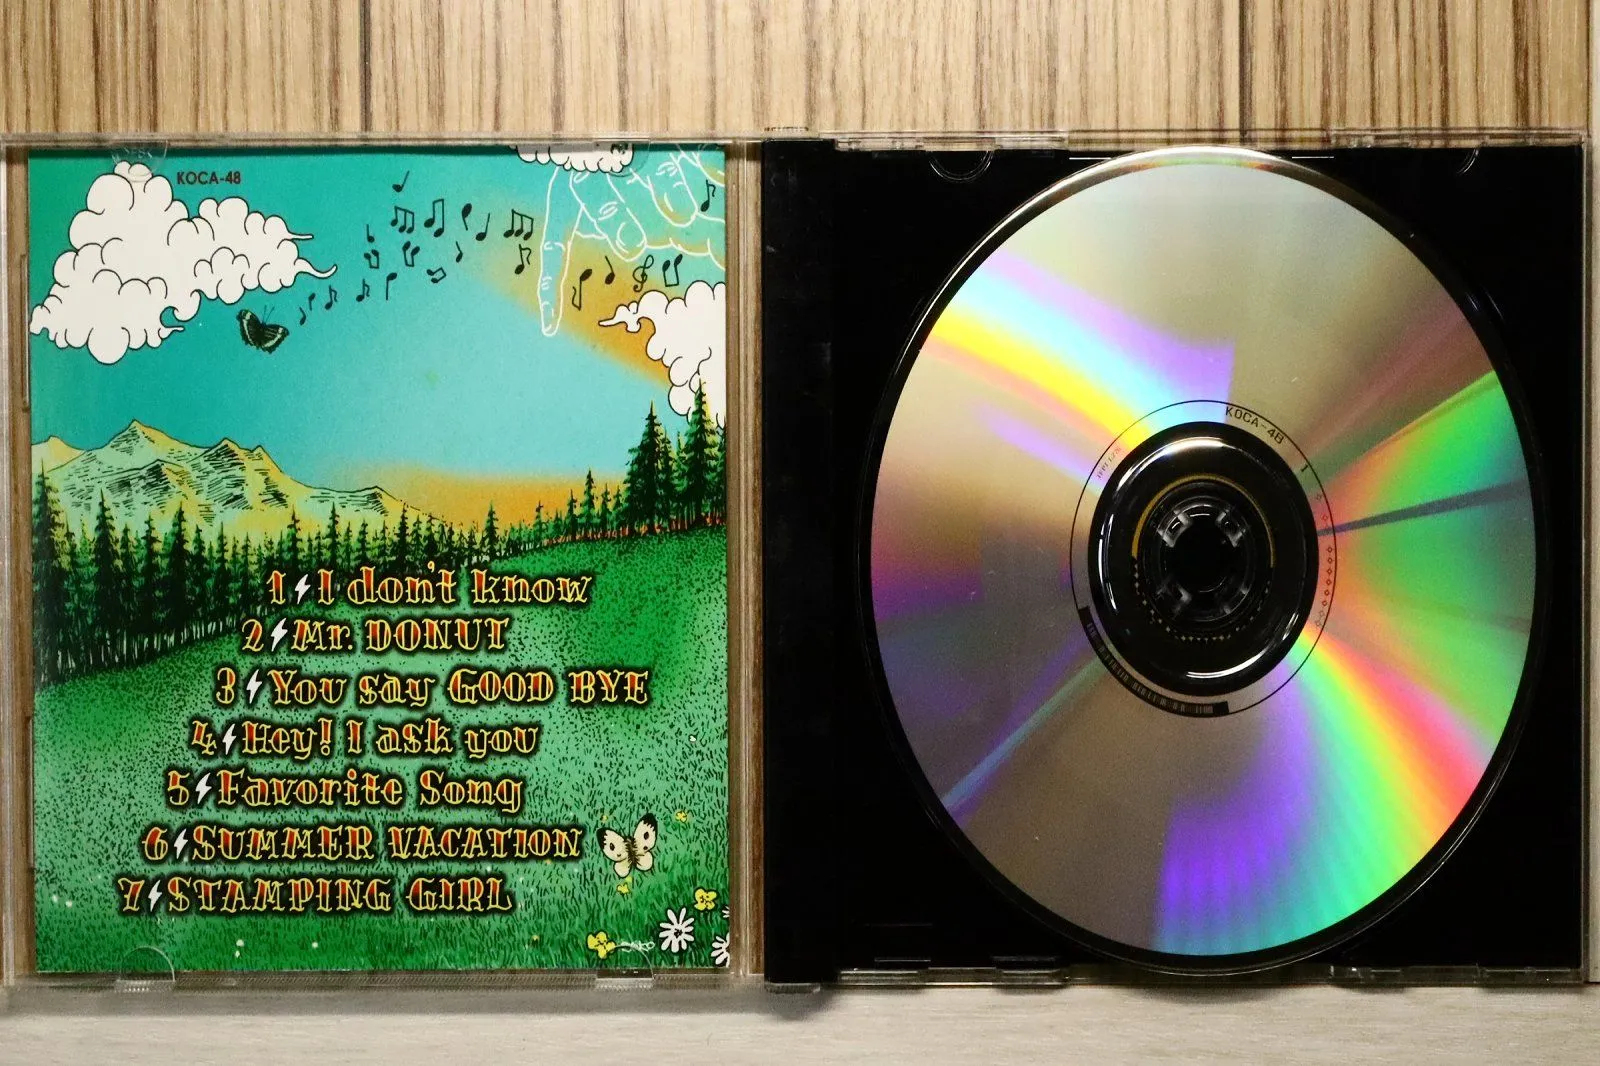 KOCA-48
1 I don't know
2 Mr. DONUT
3 You say GOOD BYE
4 Hey! I ask you
5 Favorite Song
6 SUMMER VACATION
7 STAMPING GIRL
KOCA-48